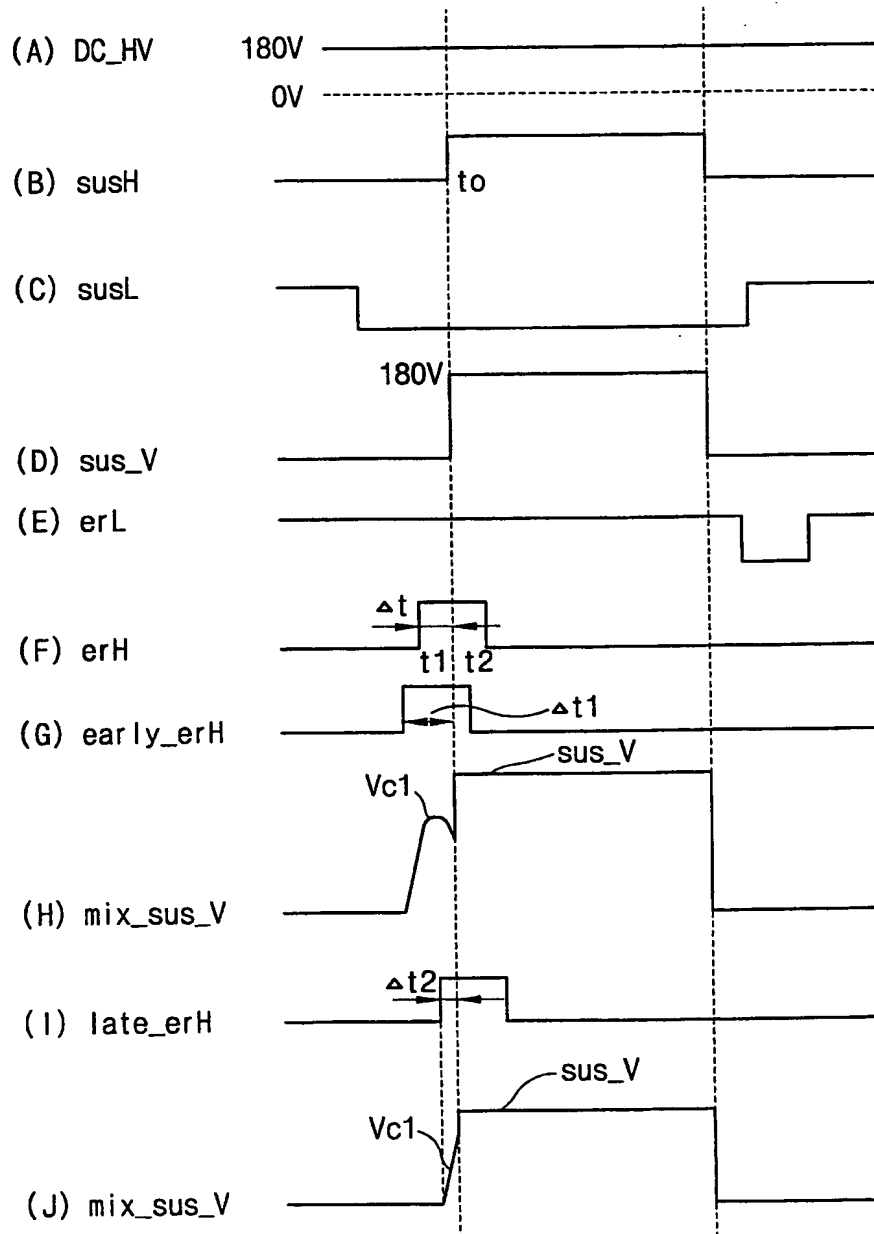 (A) DC_HV 180V
0V
(B) susH to
(C) susL
180V
(D) sus_V
(E) erL
Δt
(F) erH t1 t2
Δt1
(G) early_erH
sus_V
Vc1
(H) mix_sus_V
Δt2
(I) late_erH
sus_V
Vc1
(J) mix_sus_V